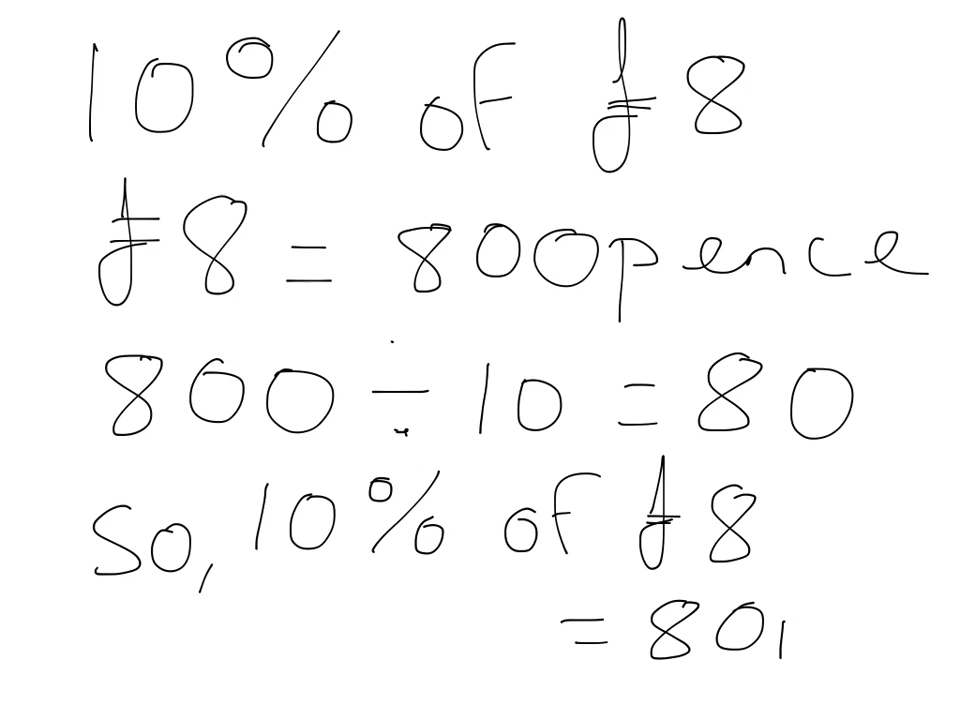 10% of £8
£8 = 800pence
800 ÷ 10 = 80
So, 10% of £8
= 80